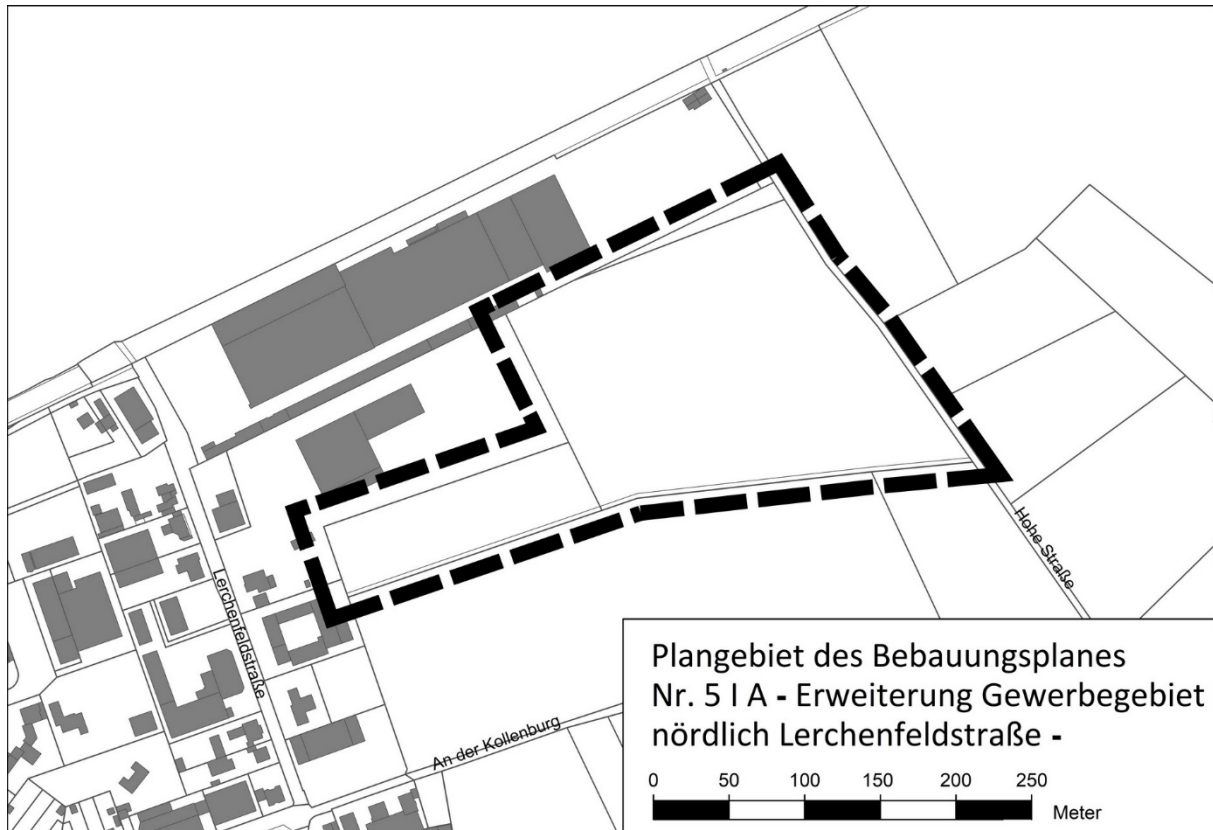 Hohe Straße
Lerchenfeldstraße
An der Kollenburg
Plangebiet des Bebauungsplanes
Nr. 5 I A - Erweiterung Gewerbegebiet
nördlich Lerchenfeldstraße -
0 50 100 150 200 250
Meter